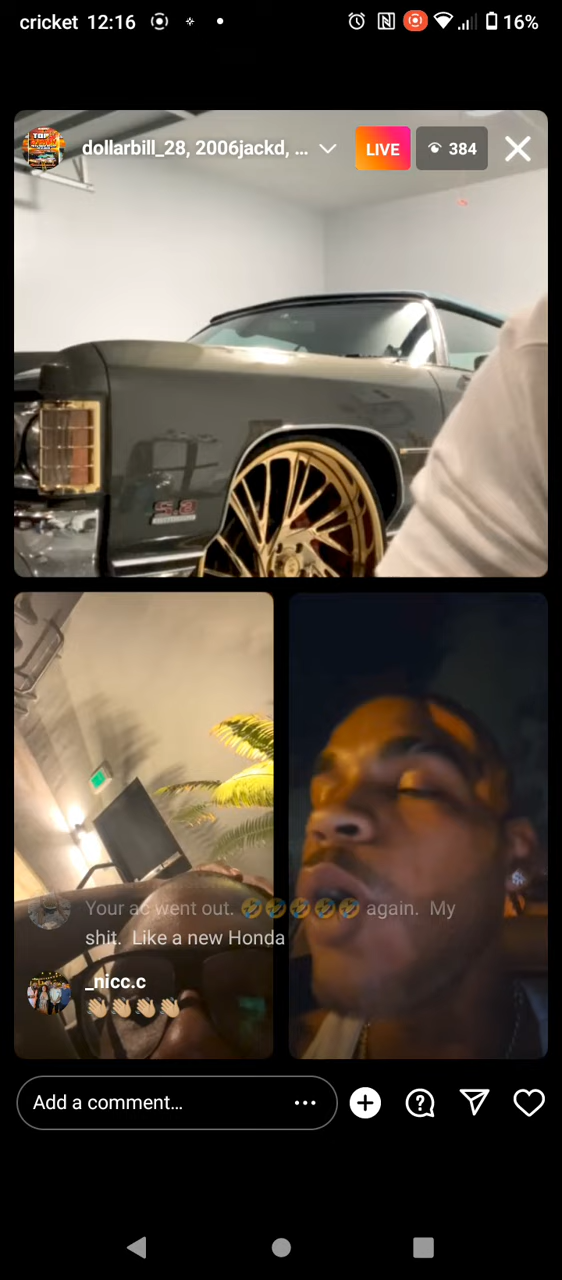 cricket 12:16
16%
TOP
dollarbill_28, 2006jackd, ...
LIVE
384
Your ac went out. 🤣🤣🤣🤣🤣 again. My
shit. Like a new Honda
_nicc.c
👏🏼👏🏼👏🏼👏🏼
Add a comment…